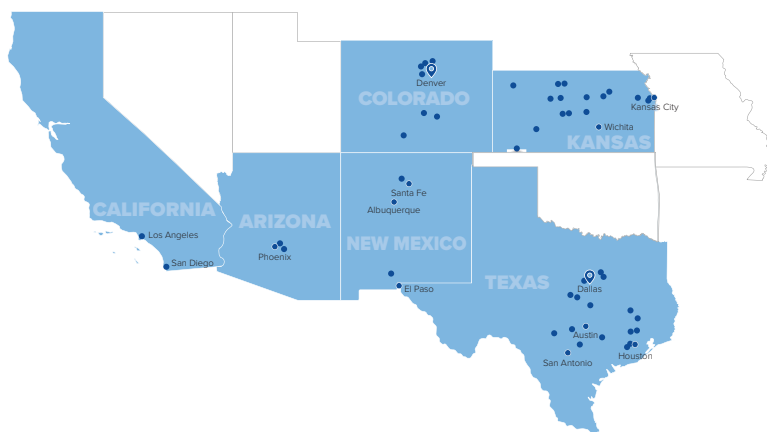 Denver
COLORADO
Kansas City
Wichita
KANSAS
Santa Fe
Albuquerque
CALIFORNIA
ARIZONA
Los Angeles
NEW MEXICO
Phoenix
San Diego
TEXAS
El Paso
Dallas
Austin
San Antonio
Houston